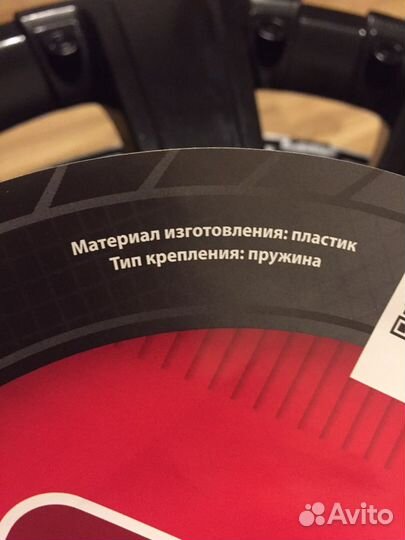 Материал изготовления: пластик
Тип крепления: пружина
Avito